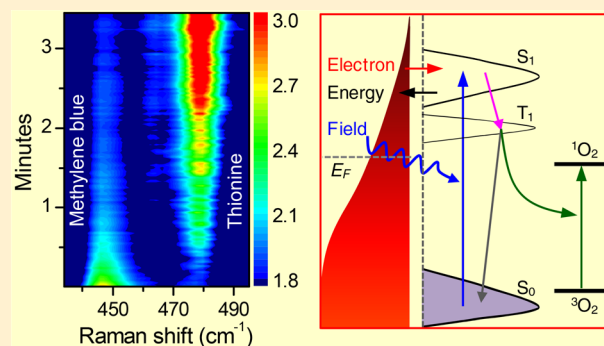 Minutes
3
2
1
Methylene blue
Thionine
450
480
490
Raman shift (cm⁻¹)
3.0
2.7
2.4
2.1
1.8
Electron
Energy
Field
E_F
S₁
T₁
S₀
¹O₂
³O₂